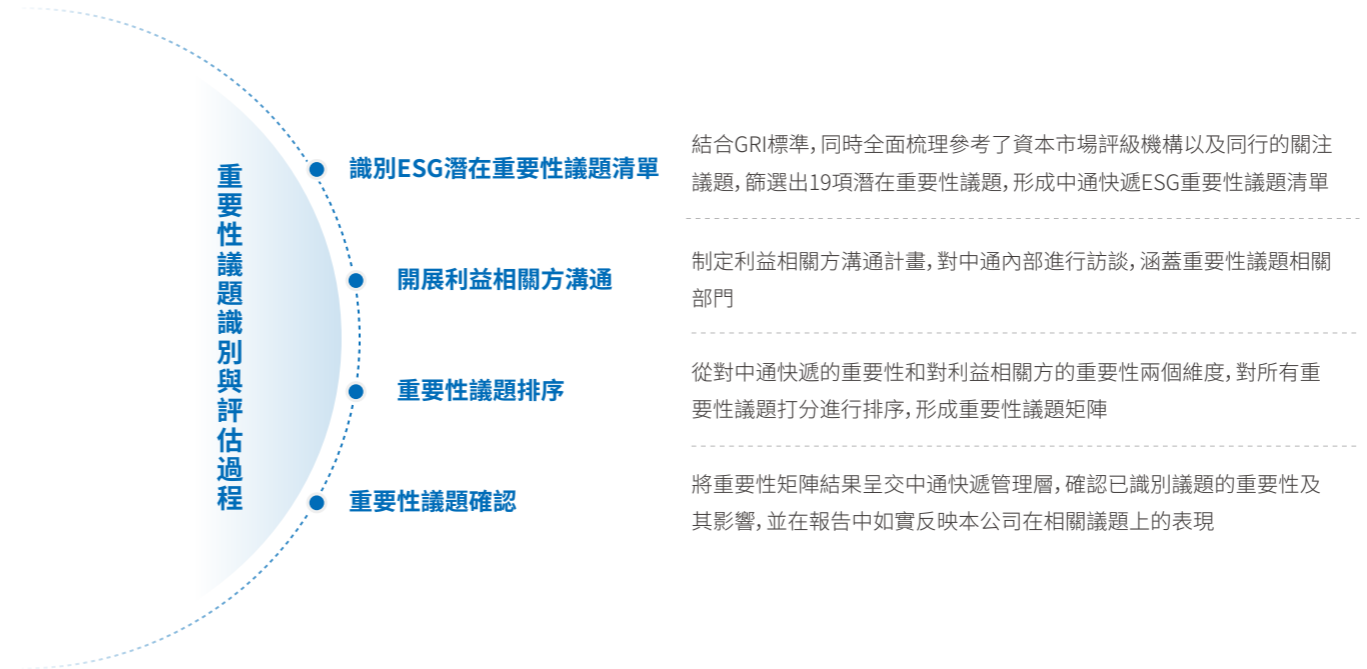 重要性議題識別與評估過程
識別ESG潛在重要性議題清單
結合GRI標準，同時全面梳理參考了資本市場評級機構以及同行的關注
議題，篩選出19項潛在重要性議題，形成中通快遞ESG重要性議題清單
開展利益相關方溝通
制定利益相關方溝通計畫，對中通內部進行訪談，涵蓋重要性議題相關
部門
重要性議題排序
從對中通快遞的重要性和對利益相關方的重要性兩個維度，對所有重
要性議題打分進行排序，形成重要性議題矩陣
重要性議題確認
將重要性矩陣結果呈交中通快遞管理層，確認已識別議題的重要性及
其影響，並在報告中如實反映本公司在相關議題上的表現